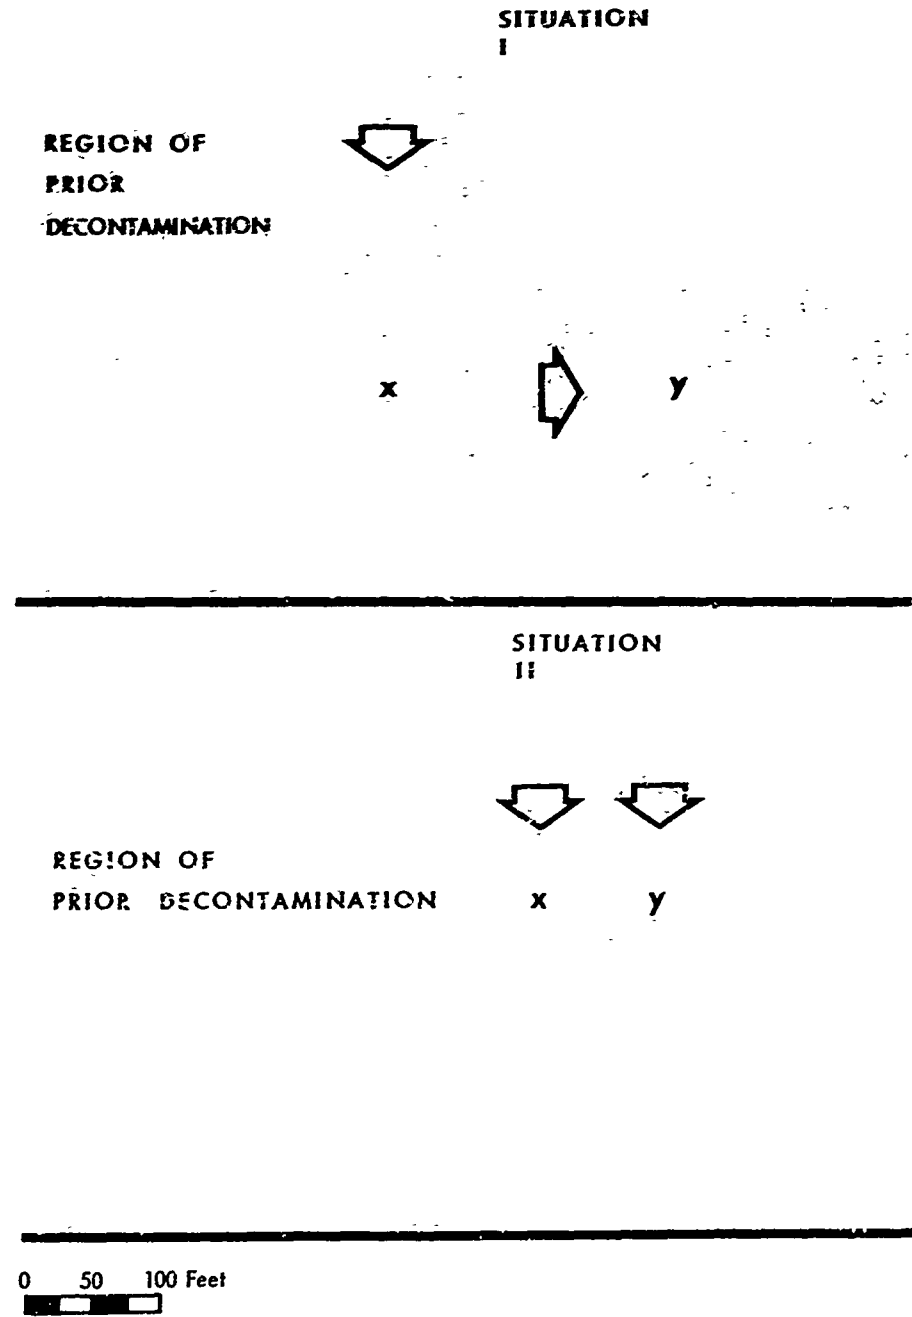 SITUATION
I
REGION OF
PRIOR
DECONTAMINATION
x
y
SITUATION
II
REGION OF
PRIOR DECONTAMINATION
x
y
0 50 100 Feet